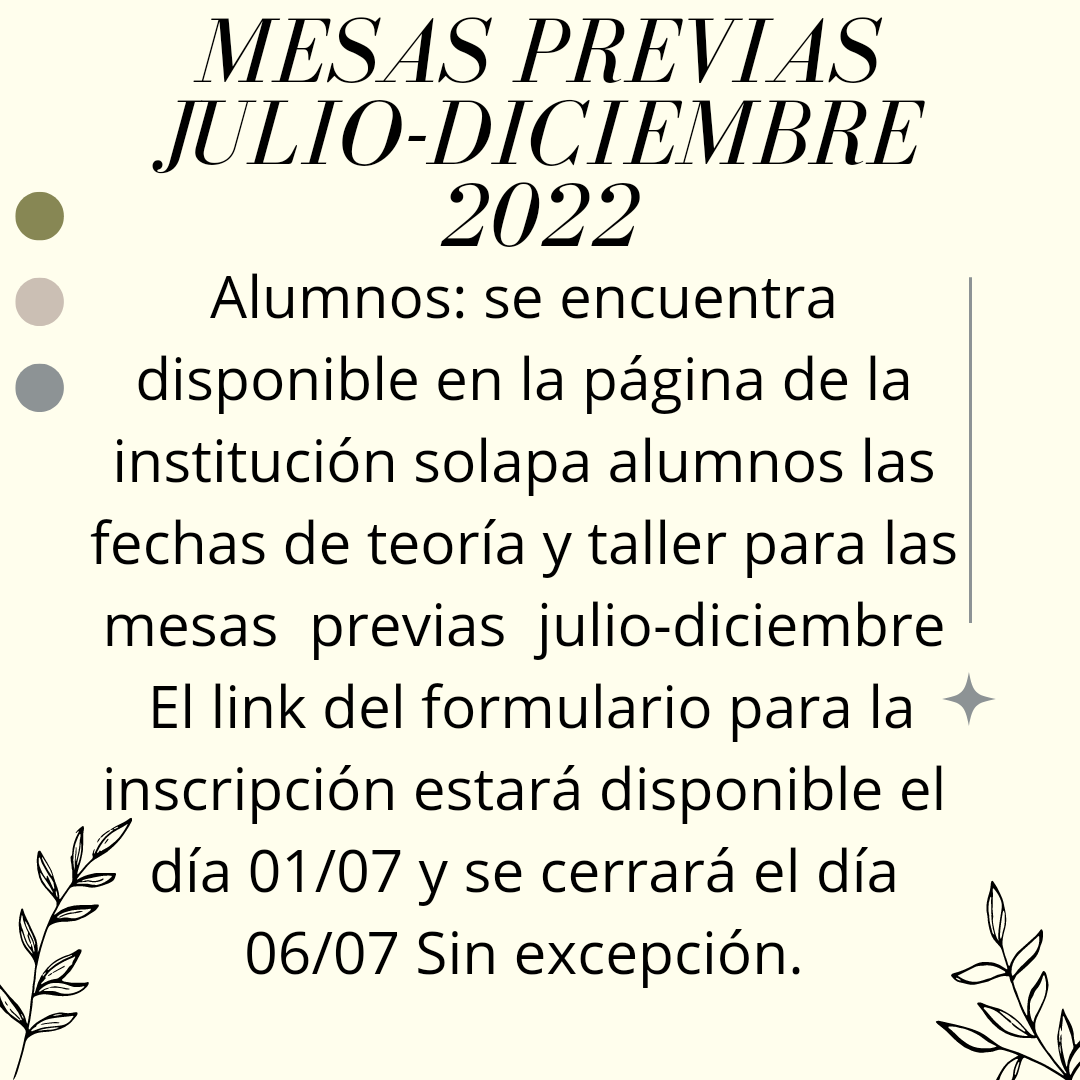 MESAS PREVIAS
JULIO-DICIEMBRE
2022
Alumnos: se encuentra
disponible en la página de la
institución solapa alumnos las
fechas de teoría y taller para las
mesas previas julio-diciembre
El link del formulario para la
inscripción estará disponible el
día 01/07 y se cerrará el día
06/07 Sin excepción.